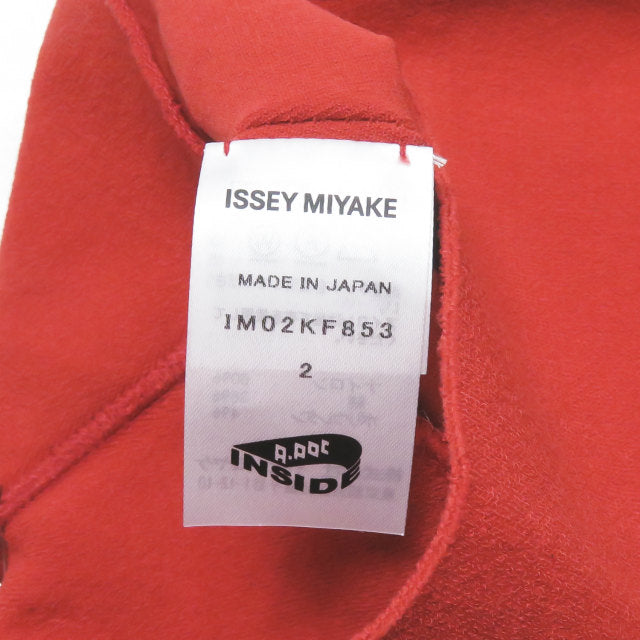 ISSEY MIYAKE
MADE IN JAPAN
IM02KF853
2
A.POC
INSIDE